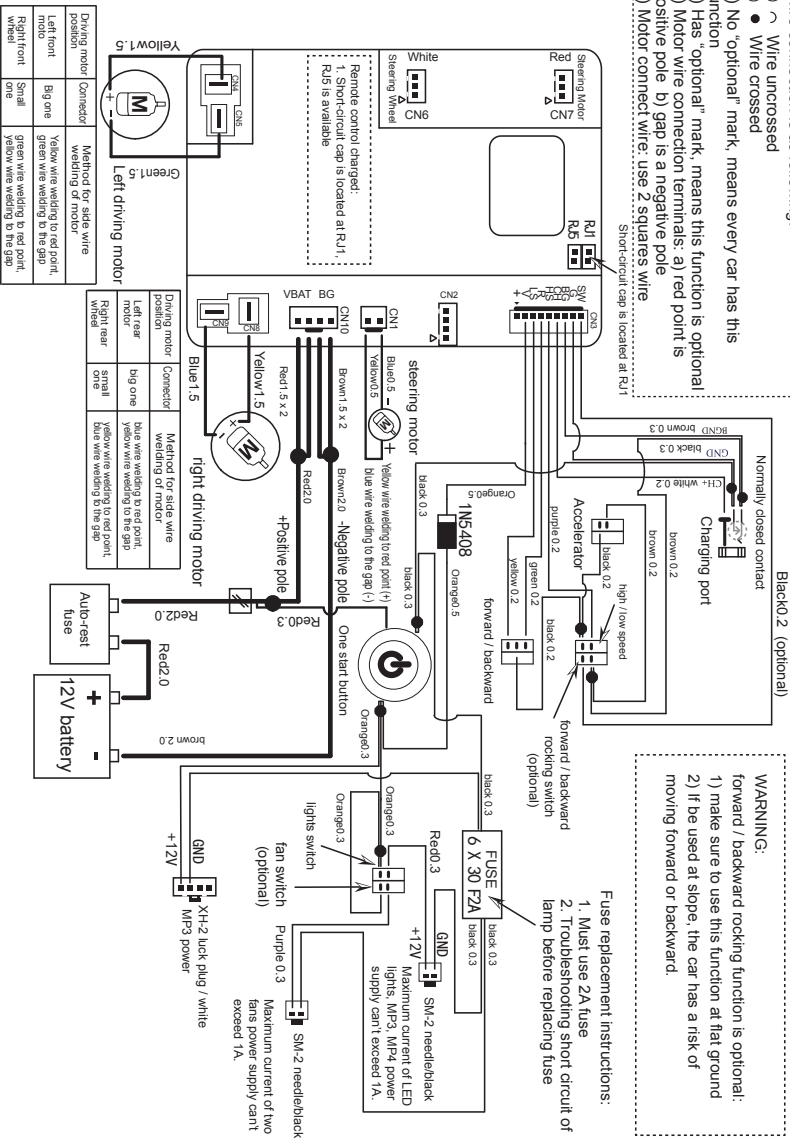 ) ⌒ Wire uncrossed
) ● Wire crossed
) No "optional" mark, means every car has this
) Has "optional" mark, means this function is optional
) Motor wire connection terminals: a) red point is
positive pole b) gap is a negative pole
) Motor connect wire: use 2 squares wire
WARNING:
forward / backward rocking function is optional:
1) make sure to use this function at flat ground
2) If be used at slope, the car has a risk of
moving forward or backward.
Black0.2 (optional)
Normally closed contact
Charging port
BGND
brown 0.3
GND
black 0.3
CH+ white 0.2
brown 0.2
brown 0.2
black 0.2
Accelerator
high / low speed
purple 0.2
black 0.2
green 0.2
yellow 0.2
forward / backward
forward / backward
rocking switch
(optional)
Orange0.5
1N5408
Orange0.5
black 0.3
black 0.3
Short-circuit cap is located at RJ1
RJ1
RJ5
Red
Steering Motor
CN7
White
Steering Wheel
CN6
Remote control charged:
1. Short-circuit cap is located at RJ1,
RJ5 is available
SW
G
BG
CH
HS
R
LS
V
+
CN3
CN2
CN1
CN10
VBAT BG
CN8
CN9
CN4
CN5
Yellow1.5
Green1.5
M
+
-
Left driving motor
Driving motor
position
Connector
Method for side wire
welding of motor
Left front
moto
Big one
Yellow wire welding to red point,
green wire welding to the gap
Right front
wheel
Small
one
green wire welding to red point,
yellow wire welding to the gap
steering motor
Blue0.5
Yellow0.5
-
M
+
Yellow wire welding to red point (+)
blue wire welding to the gap (-)
Brown1.5 x 2
Brown2.0
-Negative pole
Red1.5 x 2
Red2.0
+Positive pole
Yellow1.5
Blue1.5
M
+
-
right driving motor
Driving motor
position
Connector
Method for side wire
welding of motor
Left rear
motor
big one
blue wire welding to red point,
yellow wire welding to the gap
Right rear
wheel
small
one
yellow wire welding to red point,
blue wire welding to the gap
Red0.3
Red2.0
One start button
Auto-rest
fuse
Red2.0
+
-
12V battery
brown 2.0
Orange0.3
Orange0.3
Orange0.3
lights switch
fan switch
(optional)
black 0.3
FUSE
6 X 30 F2A
black 0.3
black 0.3
Fuse replacement instructions:
1. Must use 2A fuse
2. Troubleshooting short circuit of
lamp before replacing fuse
Red0.3
GND
+12V
SM-2 needle/black
Maximum current of LED
lights, MP3, MP4 power
supply can't exceed 1A.
Purple 0.3
SM-2 needle/black
Maximum current of two
fans power supply can't
exceed 1A.
GND
+12V
XH-2 luck plug / white
MP3 power